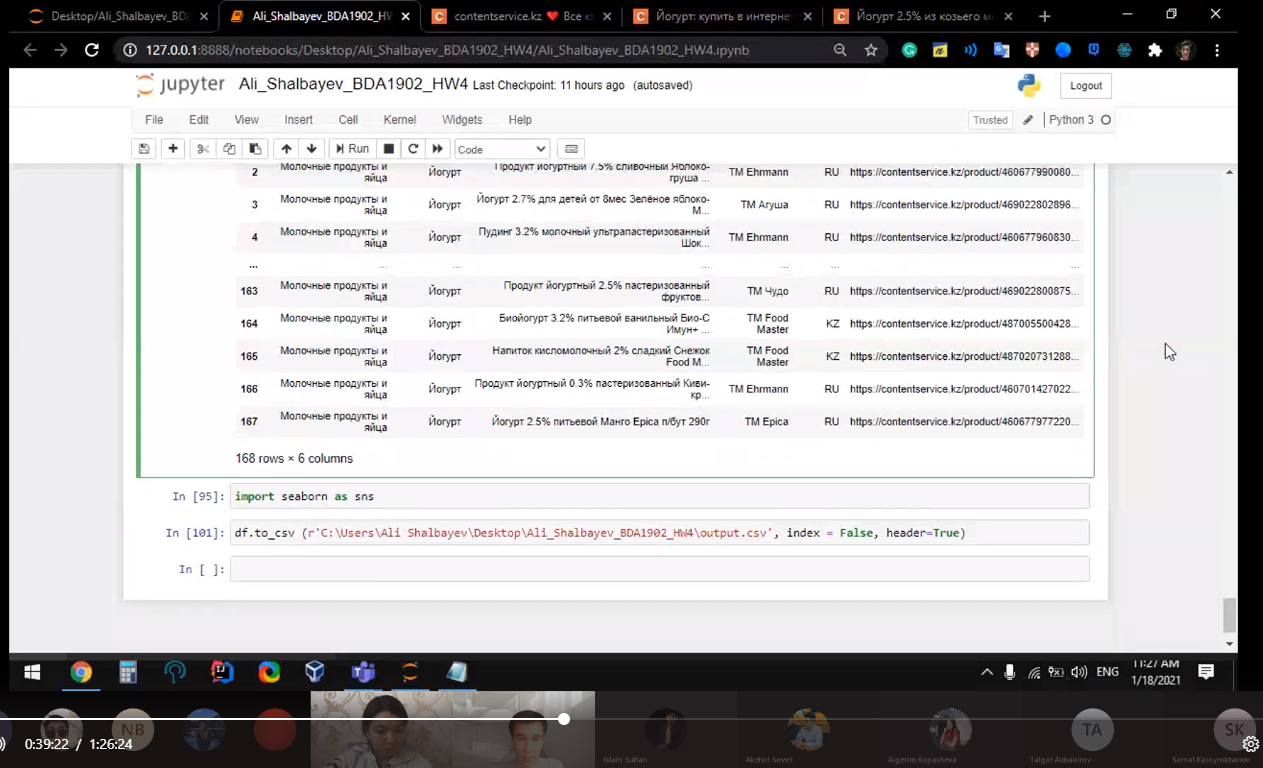 Desktop/Ali_Shalbayev_BDA
Ali_Shalbayev_BDA1902_HW
contentservice.kz ❤ Все к
Йогурт: купить в интернет
Йогурт 2.5% из козьего м
127.0.0.1:8888/notebooks/Desktop/Ali_Shalbayev_BDA1902_HW4/Ali_Shalbayev_BDA1902_HW4.ipynb
jupyter Ali_Shalbayev_BDA1902_HW4 Last Checkpoint: 11 hours ago (autosaved)
Logout
File Edit View Insert Cell Kernel Widgets Help
Trusted Python 3
Run Code
2 Молочные продукты и яйца Йогурт Продукт йогуртный 7.5% сливочный Яблоко-груша ... TM Ehrmann RU https://contentservice.kz/product/460677990080...
3 Молочные продукты и яйца Йогурт Йогурт 2.7% для детей от 8мес Зелёное яблоко-М... ТМ Агуша RU https://contentservice.kz/product/469022802896...
4 Молочные продукты и яйца Йогурт Пудинг 3.2% молочный ультрапастеризованный Шок... TM Ehrmann RU https://contentservice.kz/product/460677960830...
... ... ... ... ... ... ...
163 Молочные продукты и яйца Йогурт Продукт йогуртный 2.5% пастеризованный фруктов... ТМ Чудо RU https://contentservice.kz/product/469022800875...
164 Молочные продукты и яйца Йогурт Биойогурт 3.2% питьевой ванильный Био-С Имун+ ... TM Food Master KZ https://contentservice.kz/product/487005500428...
165 Молочные продукты и яйца Йогурт Напиток кисломолочный 2% сладкий Снежок Food M... TM Food Master KZ https://contentservice.kz/product/487020731288...
166 Молочные продукты и яйца Йогурт Продукт йогуртный 0.3% пастеризованный Киви-кр... TM Ehrmann RU https://contentservice.kz/product/460701427022...
167 Молочные продукты и яйца Йогурт Йогурт 2.5% питьевой Манго Epica п/бут 290г TM Epica RU https://contentservice.kz/product/460677977220...
168 rows × 6 columns
In [95]: import seaborn as sns
In [101]: df.to_csv (r'C:\Users\Ali Shalbayev\Desktop\Ali_Shalbayev_BDA1902_HW4\output.csv', index = False, header=True)
In [ ]:
ENG
11:27 AM
1/18/2021
NB
TA
SK
0:39:22 / 1:26:24
Islam Sultan
Akzhol Sovet
Aigerim Kapasheva
Talgat Aubakirov
Samat Kassymkhanov